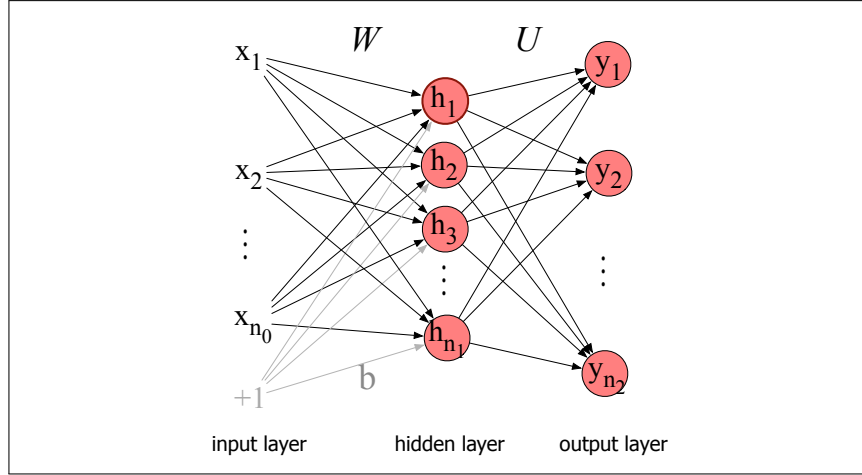 W U
x1 h1 y1
x2 h2 y2
h3
⋮ ⋮ ⋮
xn0 hn1 yn2
+1 b
input layer hidden layer output layer